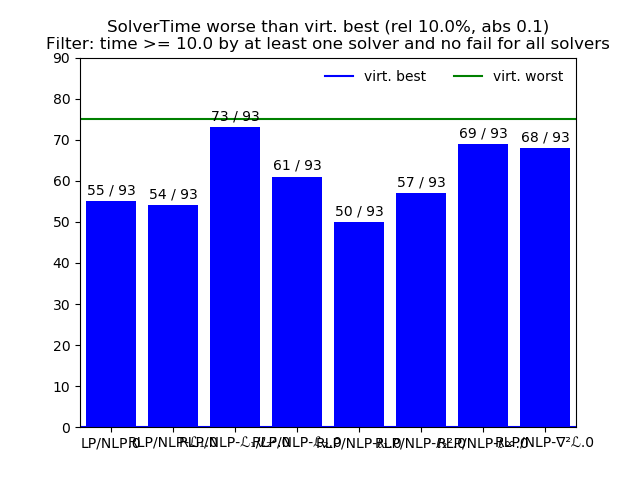 SolverTime worse than virt. best (rel 10.0%, abs 0.1)
Filter: time >= 10.0 by at least one solver and no fail for all solvers
virt. best
virt. worst
90
80
70
60
50
40
30
20
10
0
55 / 93
54 / 93
73 / 93
61 / 93
50 / 93
57 / 93
69 / 93
68 / 93
RLP/NLP-∇²ℒ.0